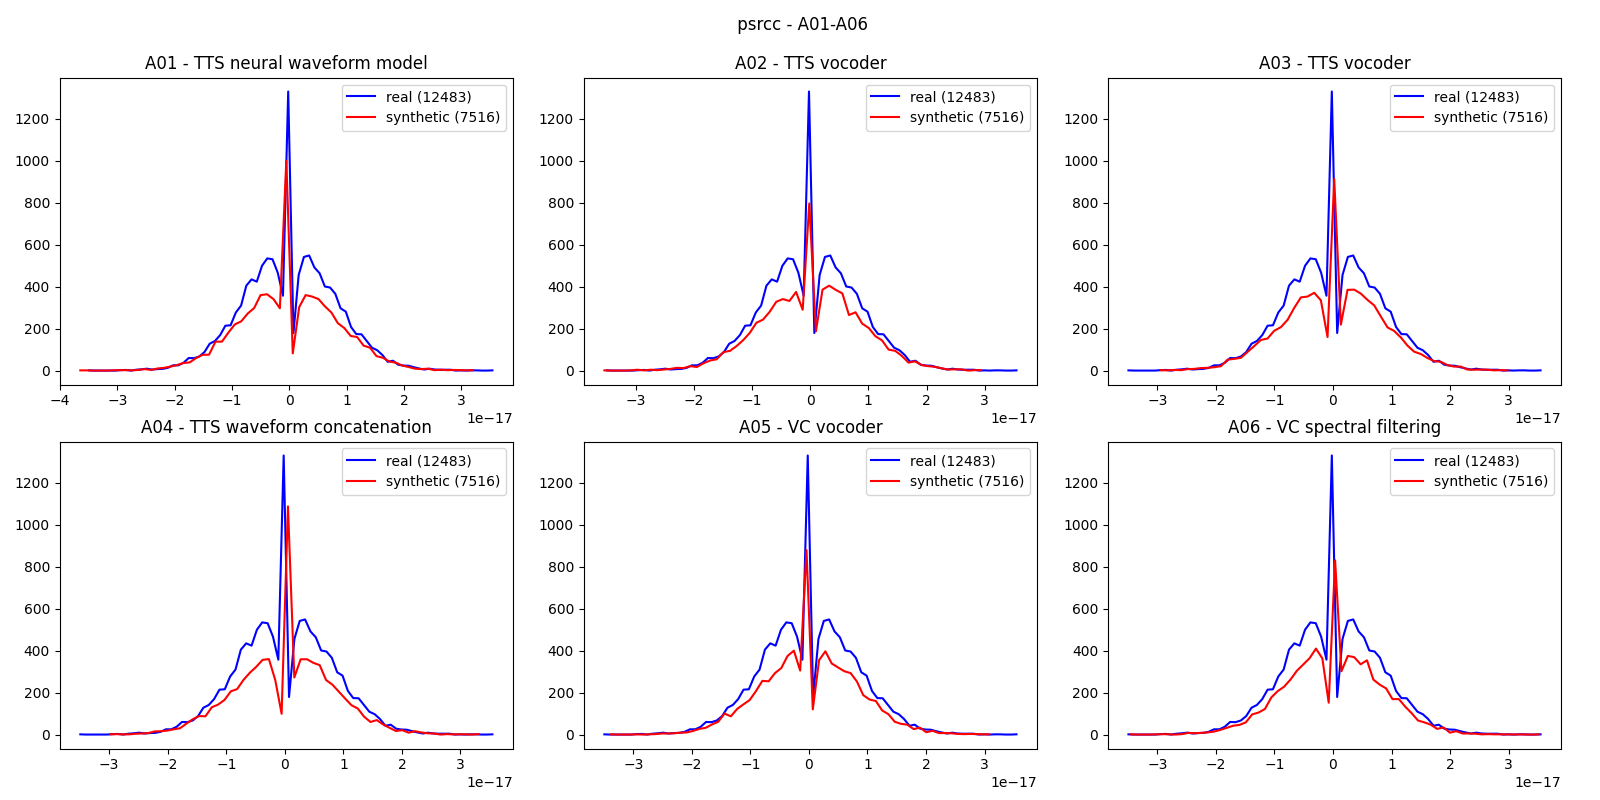 psrcc - A01-A06
A01 - TTS neural waveform model
real (12483)
synthetic (7516)
1200
1000
800
600
400
200
0
−4 −3 −2 −1 0 1 2 3
1e−17
A02 - TTS vocoder
real (12483)
synthetic (7516)
1200
1000
800
600
400
200
0
−3 −2 −1 0 1 2 3
1e−17
A03 - TTS vocoder
real (12483)
synthetic (7516)
1200
1000
800
600
400
200
0
−3 −2 −1 0 1 2 3
1e−17
A04 - TTS waveform concatenation
real (12483)
synthetic (7516)
1200
1000
800
600
400
200
0
−3 −2 −1 0 1 2 3
1e−17
A05 - VC vocoder
real (12483)
synthetic (7516)
1200
1000
800
600
400
200
0
−3 −2 −1 0 1 2 3
1e−17
A06 - VC spectral filtering
real (12483)
synthetic (7516)
1200
1000
800
600
400
200
0
−3 −2 −1 0 1 2 3
1e−17